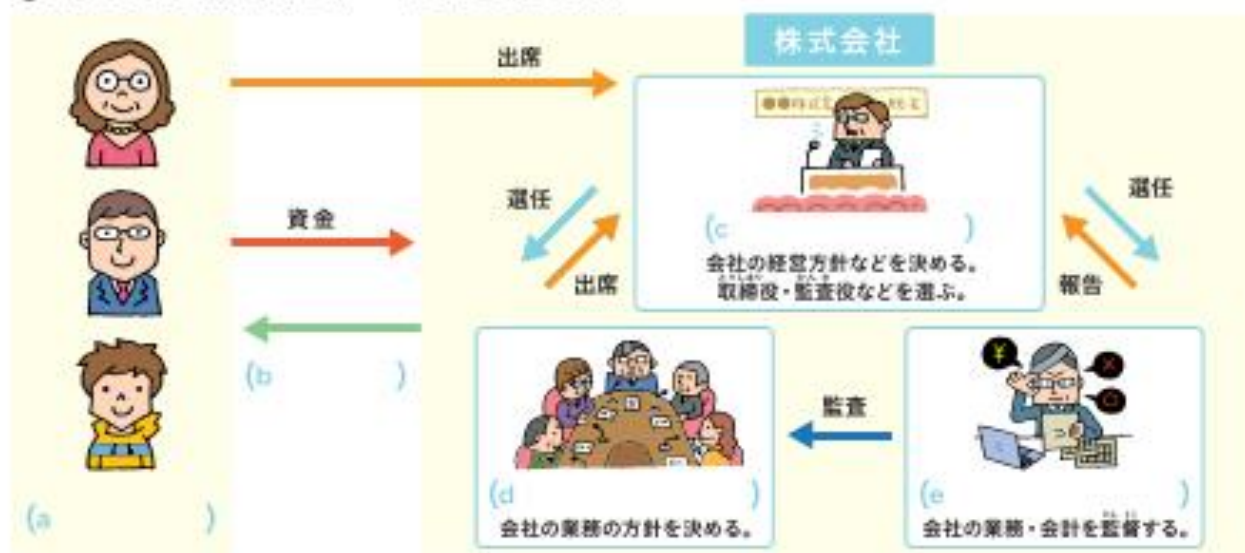 株式会社
出席
選任
選任
資金
出席
報告
(c )
会社の経営方針などを決める。
取締役・監査役などを選ぶ。
(b )
監査
(a )
(d )
会社の業務の方針を決める。
(e )
会社の業務・会計を監督する。